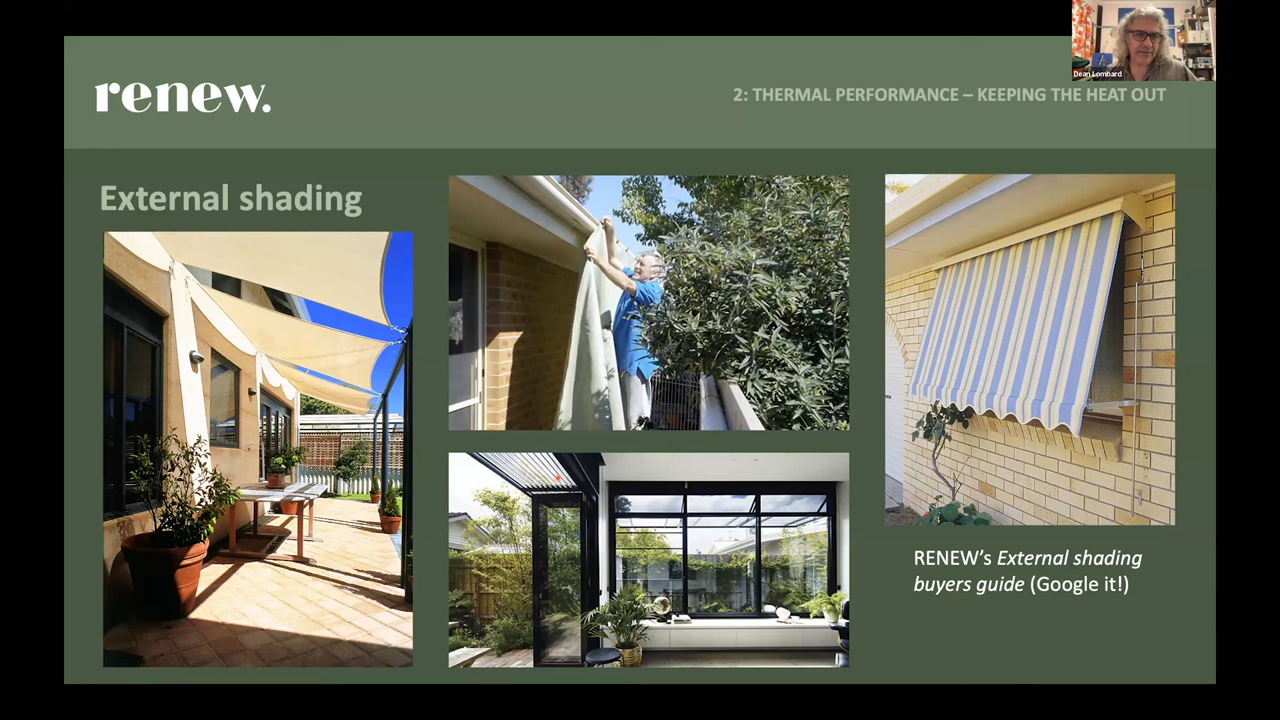 Dean Lombard
renew.
2: THERMAL PERFORMANCE – KEEPING THE HEAT OUT
External shading
RENEW’s External shading
buyers guide (Google it!)